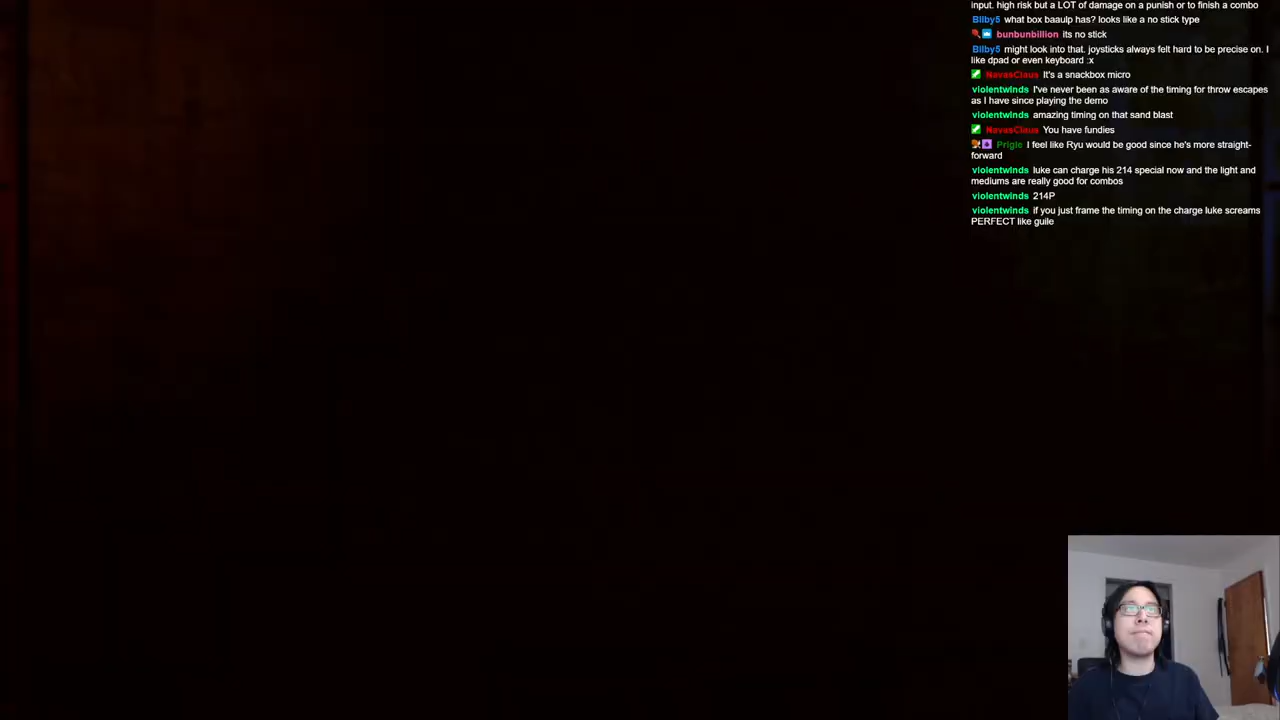 input. high risk but a LOT of damage on a punish or to finish a combo
Bliby5 what box baaulp has? looks like a no stick type
bunbunbillion its no stick
Bliby5 might look into that. joysticks always felt hard to be precise on. I
like dpad or even keyboard :x
NavasClaus It's a snackbox micro
violentwinds I've never been as aware of the timing for throw escapes
as I have since playing the demo
violentwinds amazing timing on that sand blast
NavasClaus You have fundies
Prigle I feel like Ryu would be good since he's more straight-
forward
violentwinds luke can charge his 214 special now and the light and
mediums are really good for combos
violentwinds 214P
violentwinds if you just frame the timing on the charge luke screams
PERFECT like guile